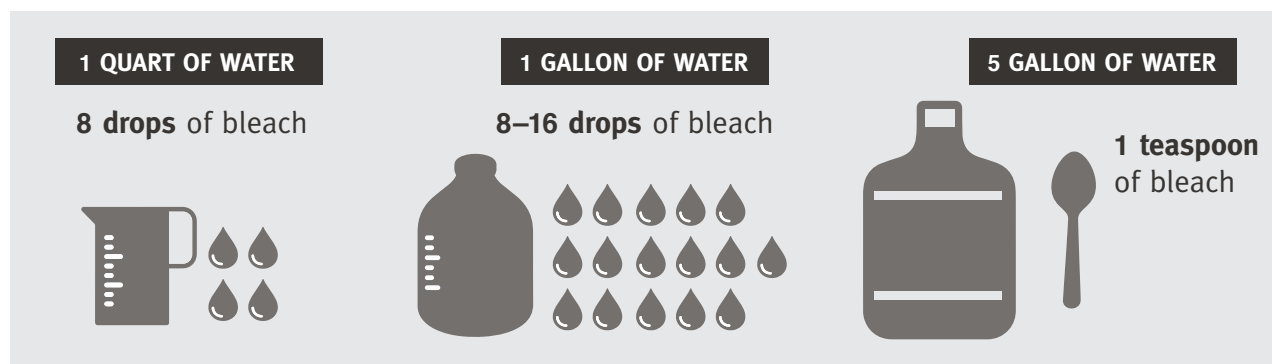 1 QUART OF WATER
8 drops of bleach
1 GALLON OF WATER
8–16 drops of bleach
5 GALLON OF WATER
1 teaspoon
of bleach